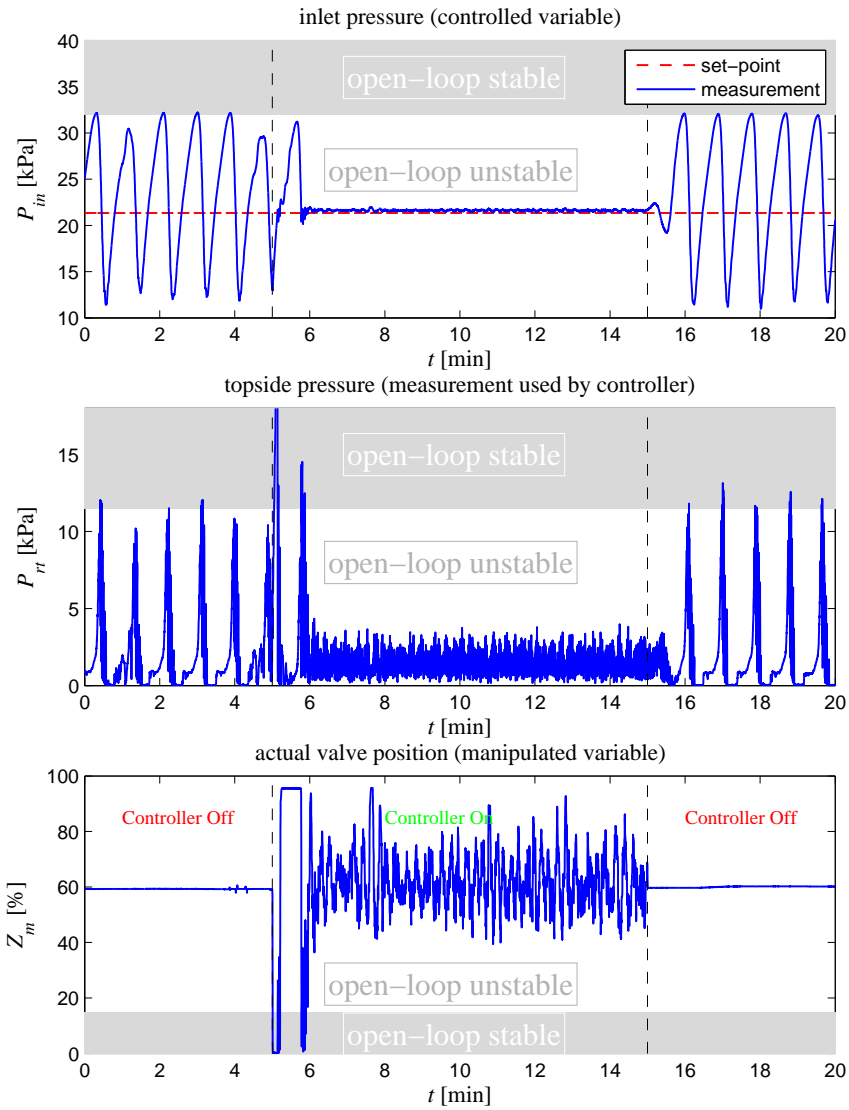 inlet pressure (controlled variable)
40
35
30
25
20
15
10
P_in [kPa]
open−loop stable
set−point
measurement
open−loop unstable
0 2 4 6 8 10 12 14 16 18 20
t [min]
topside pressure (measurement used by controller)
15
10
5
0
P_rt [kPa]
open−loop stable
open−loop unstable
0 2 4 6 8 10 12 14 16 18 20
t [min]
actual valve position (manipulated variable)
100
80
60
40
20
0
Z_m [%]
Controller Off Controller On Controller Off
open−loop unstable
open−loop stable
0 2 4 6 8 10 12 14 16 18 20
t [min]